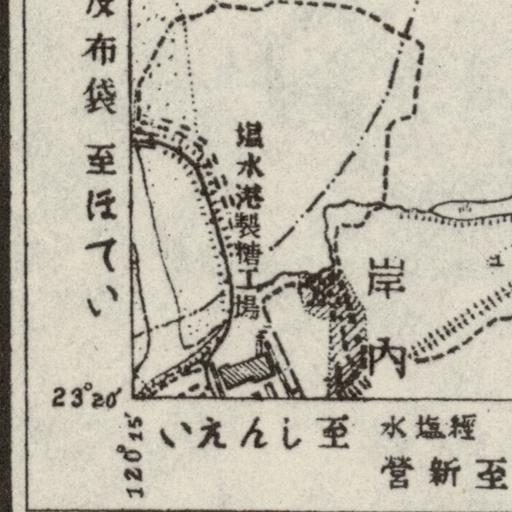 布袋 至ほてい
塩水港製糖工場
岸內
23°20′
120°15′
至しんえい
經塩水
至新營